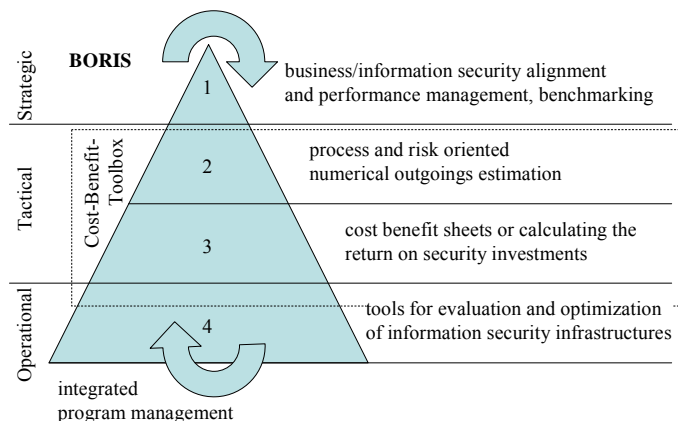 BORIS
Strategic
1
business/information security alignment
and performance management, benchmarking
Tactical
Cost-Benefit-
Toolbox
2
process and risk oriented
numerical outgoings estimation
3
cost benefit sheets or calculating the
return on security investments
Operational
4
tools for evaluation and optimization
of information security infrastructures
integrated
program management